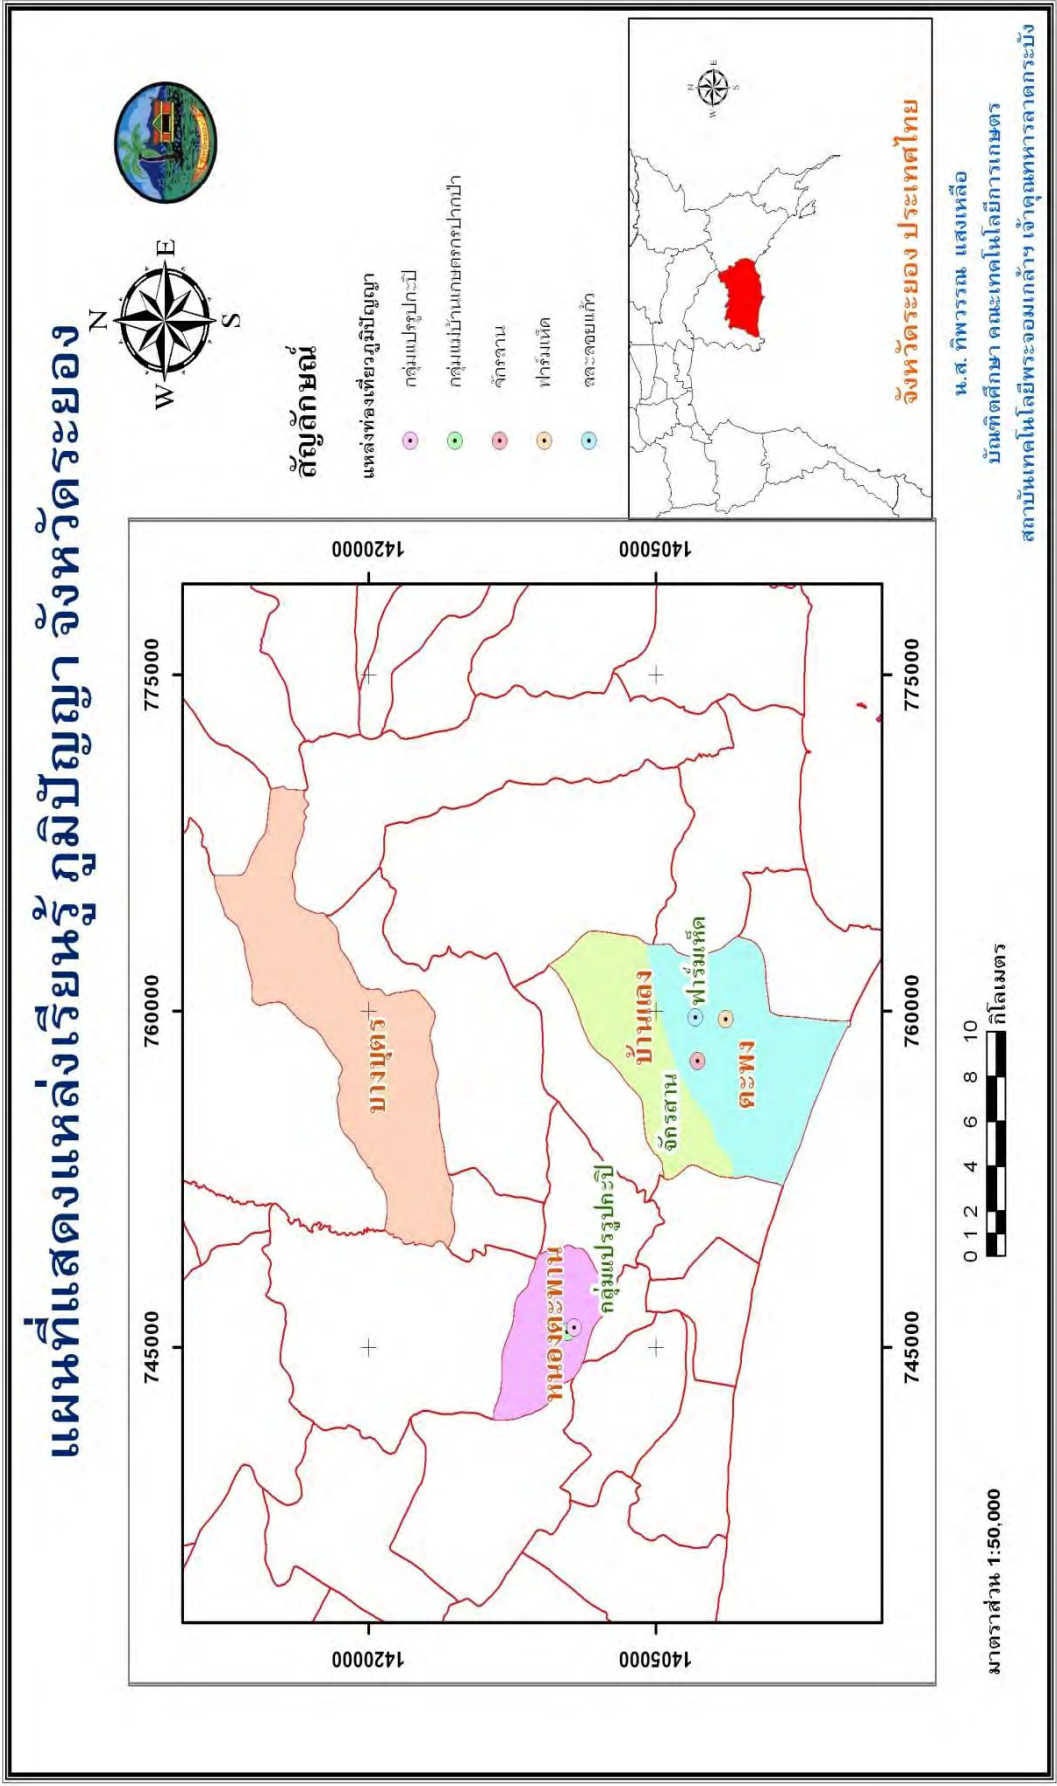 แผนที่แสดงแหล่งเรียนรู้ ภูมิปัญญา จังหวัดระยอง
N
W
E
S
สัญลักษณ์
แหล่งท่องเที่ยวภูมิปัญญา
กลุ่มแปรรูปกะปิ
กลุ่มแม่บ้านเกษตรกรปากป่า
จักรสาน
ฟาร์มเห็ด
สละลอยแก้ว
745000
760000
775000
1420000
1420000
1405000
1405000
745000
760000
775000
บางบุตร
หนองตะพาน
กลุ่มแปรรูปกะปิ
บ้านแลง
จักรสาน
ฟาร์มเห็ด
ตะพง
N
W
E
S
จังหวัดระยอง ประเทศไทย
มาตราส่วน 1:50,000
0 1 2 4 6 8 10
กิโลเมตร
น.ส. ทิพวรรณ แสงเหลือ
บัณฑิตศึกษา คณะเทคโนโลยีการเกษตร
สถาบันเทคโนโลยีพระจอมเกล้าฯ เจ้าคุณทหารลาดกระบัง